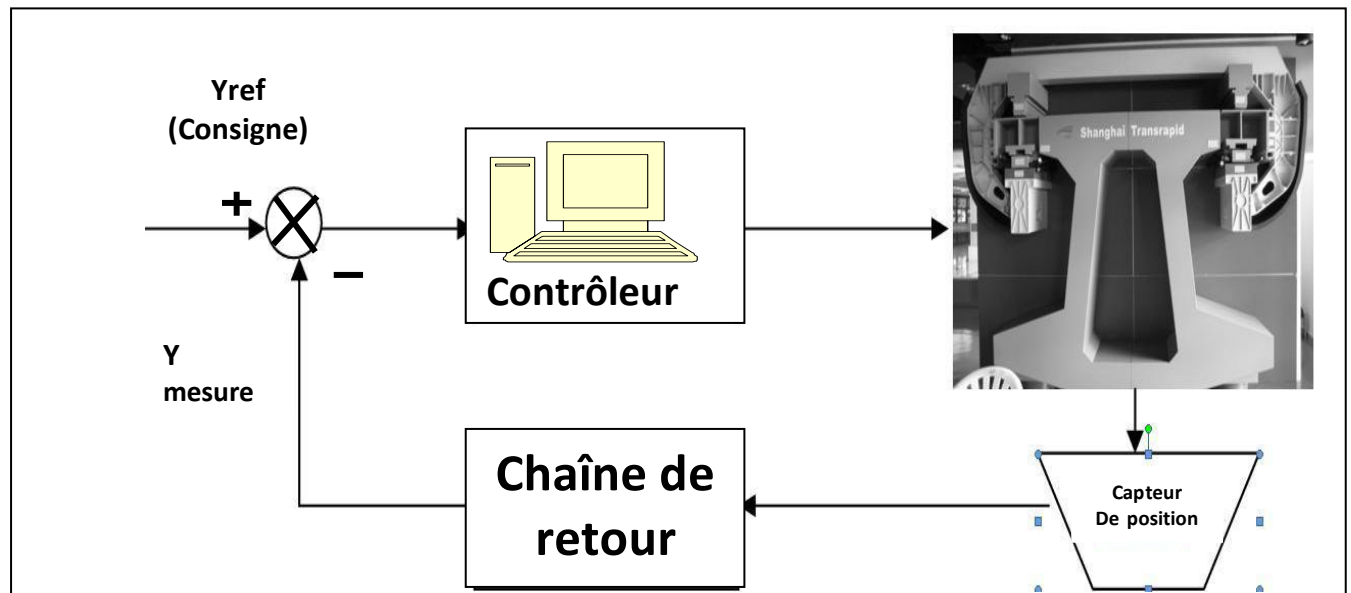 Yref
(Consigne)
+
−
Contrôleur
Shanghai Transrapid
Y
mesure
Chaîne de
retour
Capteur
De position